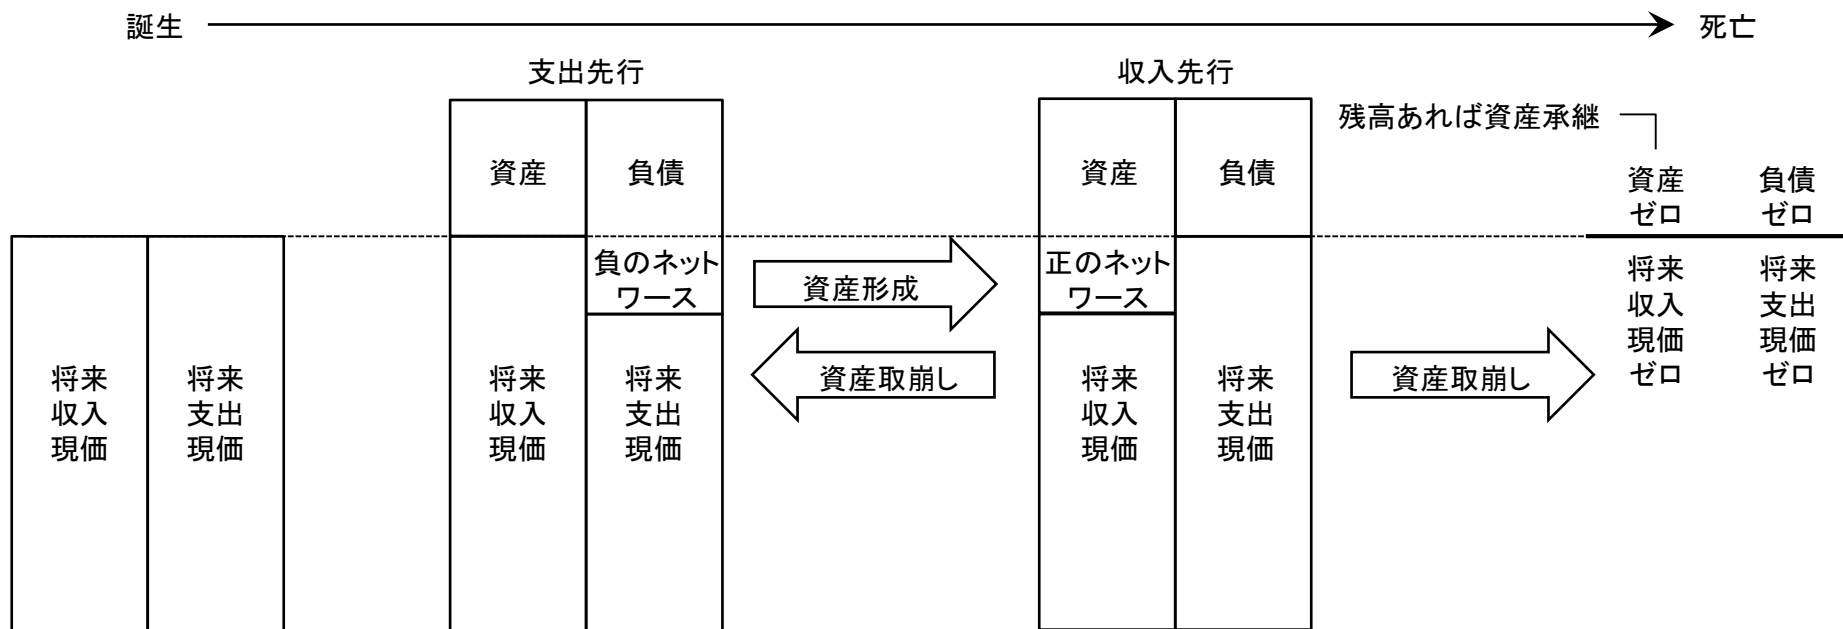 誕生
死亡
支出先行
収入先行
残高あれば資産承継
資産
負債
資産
負債
資産
ゼロ
負債
ゼロ
負のネット
ワース
資産形成
資産取崩し
正のネット
ワース
資産取崩し
将来
収入
現価
将来
支出
現価
将来
収入
現価
将来
支出
現価
将来
収入
現価
将来
支出
現価
将来
収入
現価
ゼロ
将来
支出
現価
ゼロ